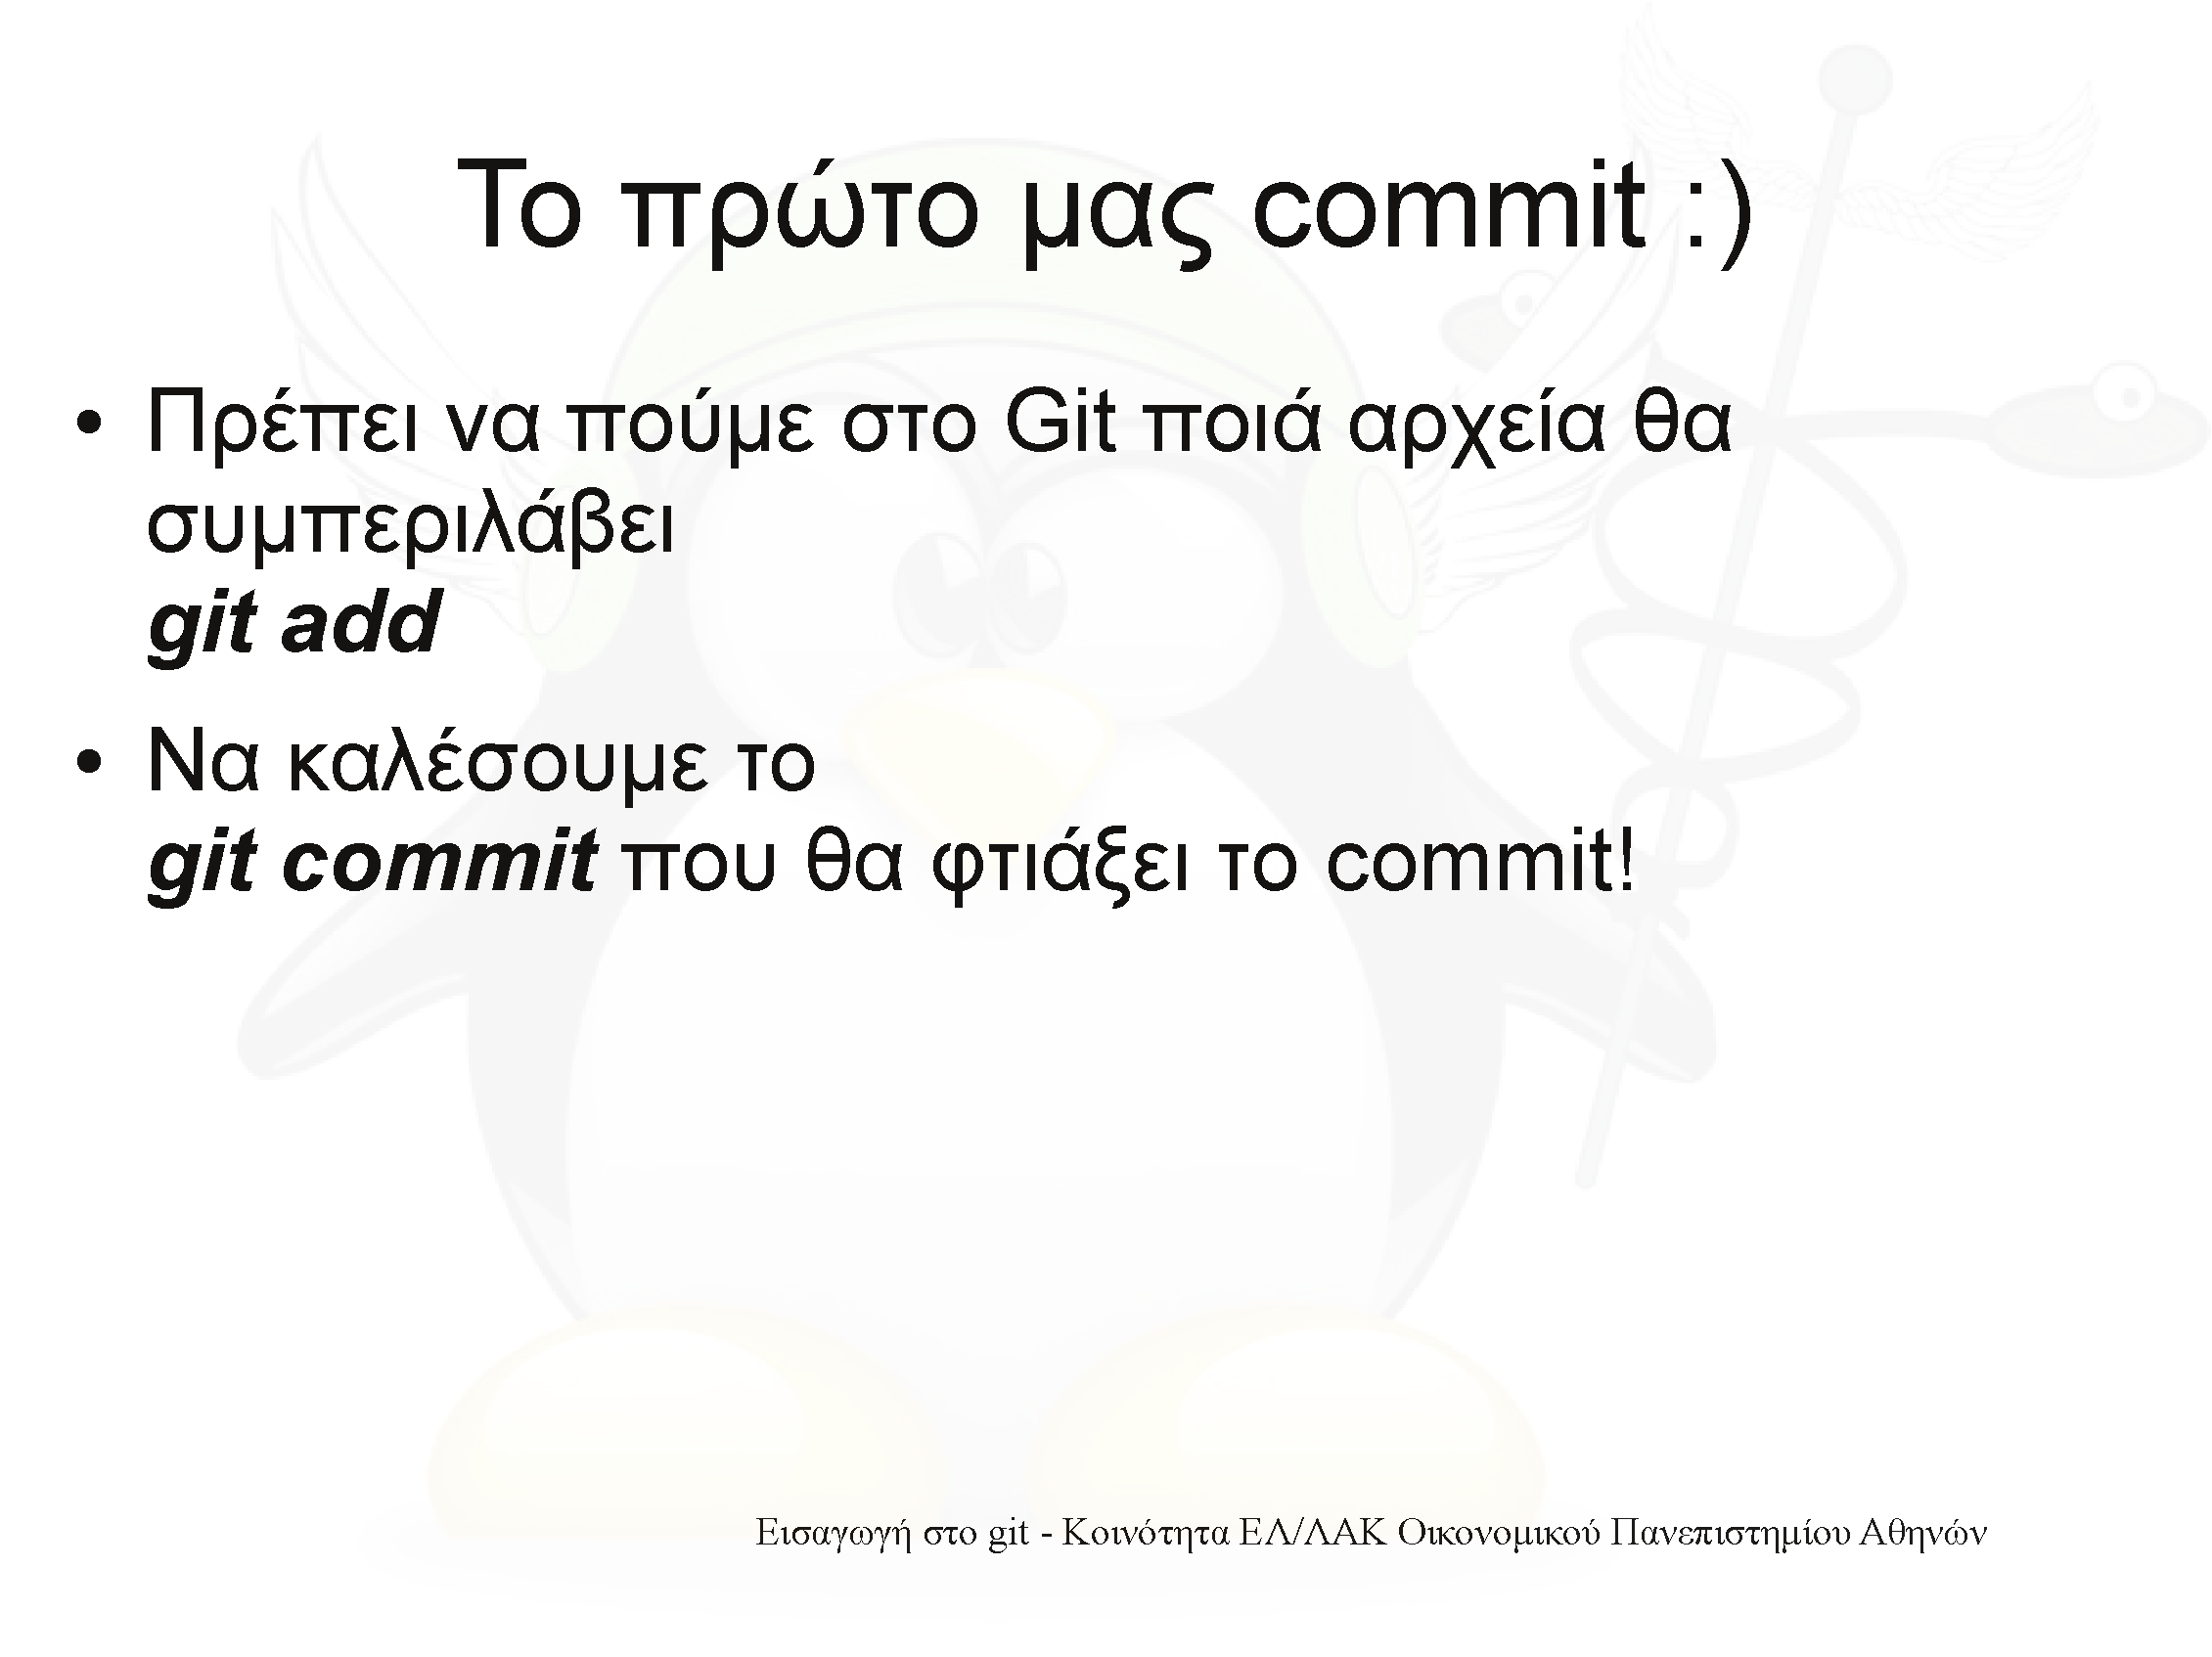 Το πρώτο μας commit :)
• Πρέπει να πούμε στο Git ποιά αρχεία θα
συμπεριλάβει
git add
• Να καλέσουμε το
git commit που θα φτιάξει το commit!
Εισαγωγή στο git - Κοινότητα ΕΛ/ΛΑΚ Οικονομικού Πανεπιστημίου Αθηνών